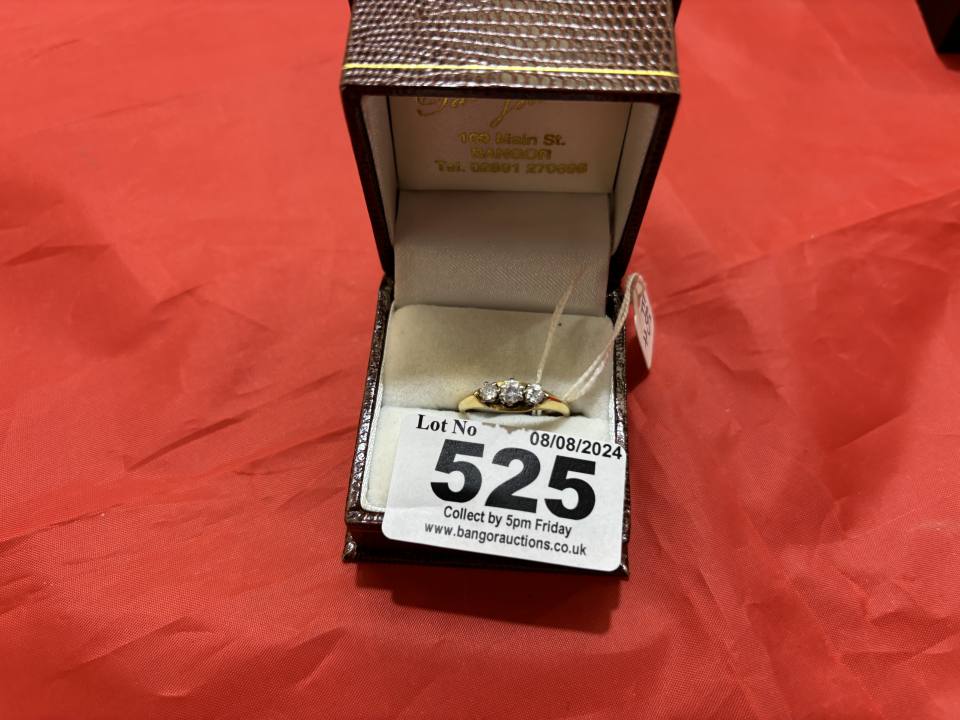 109 Main St.
BANGOR
Tel. 02891 270696
Lot No
08/08/2024
525
Collect by 5pm Friday
www.bangorauctions.co.uk